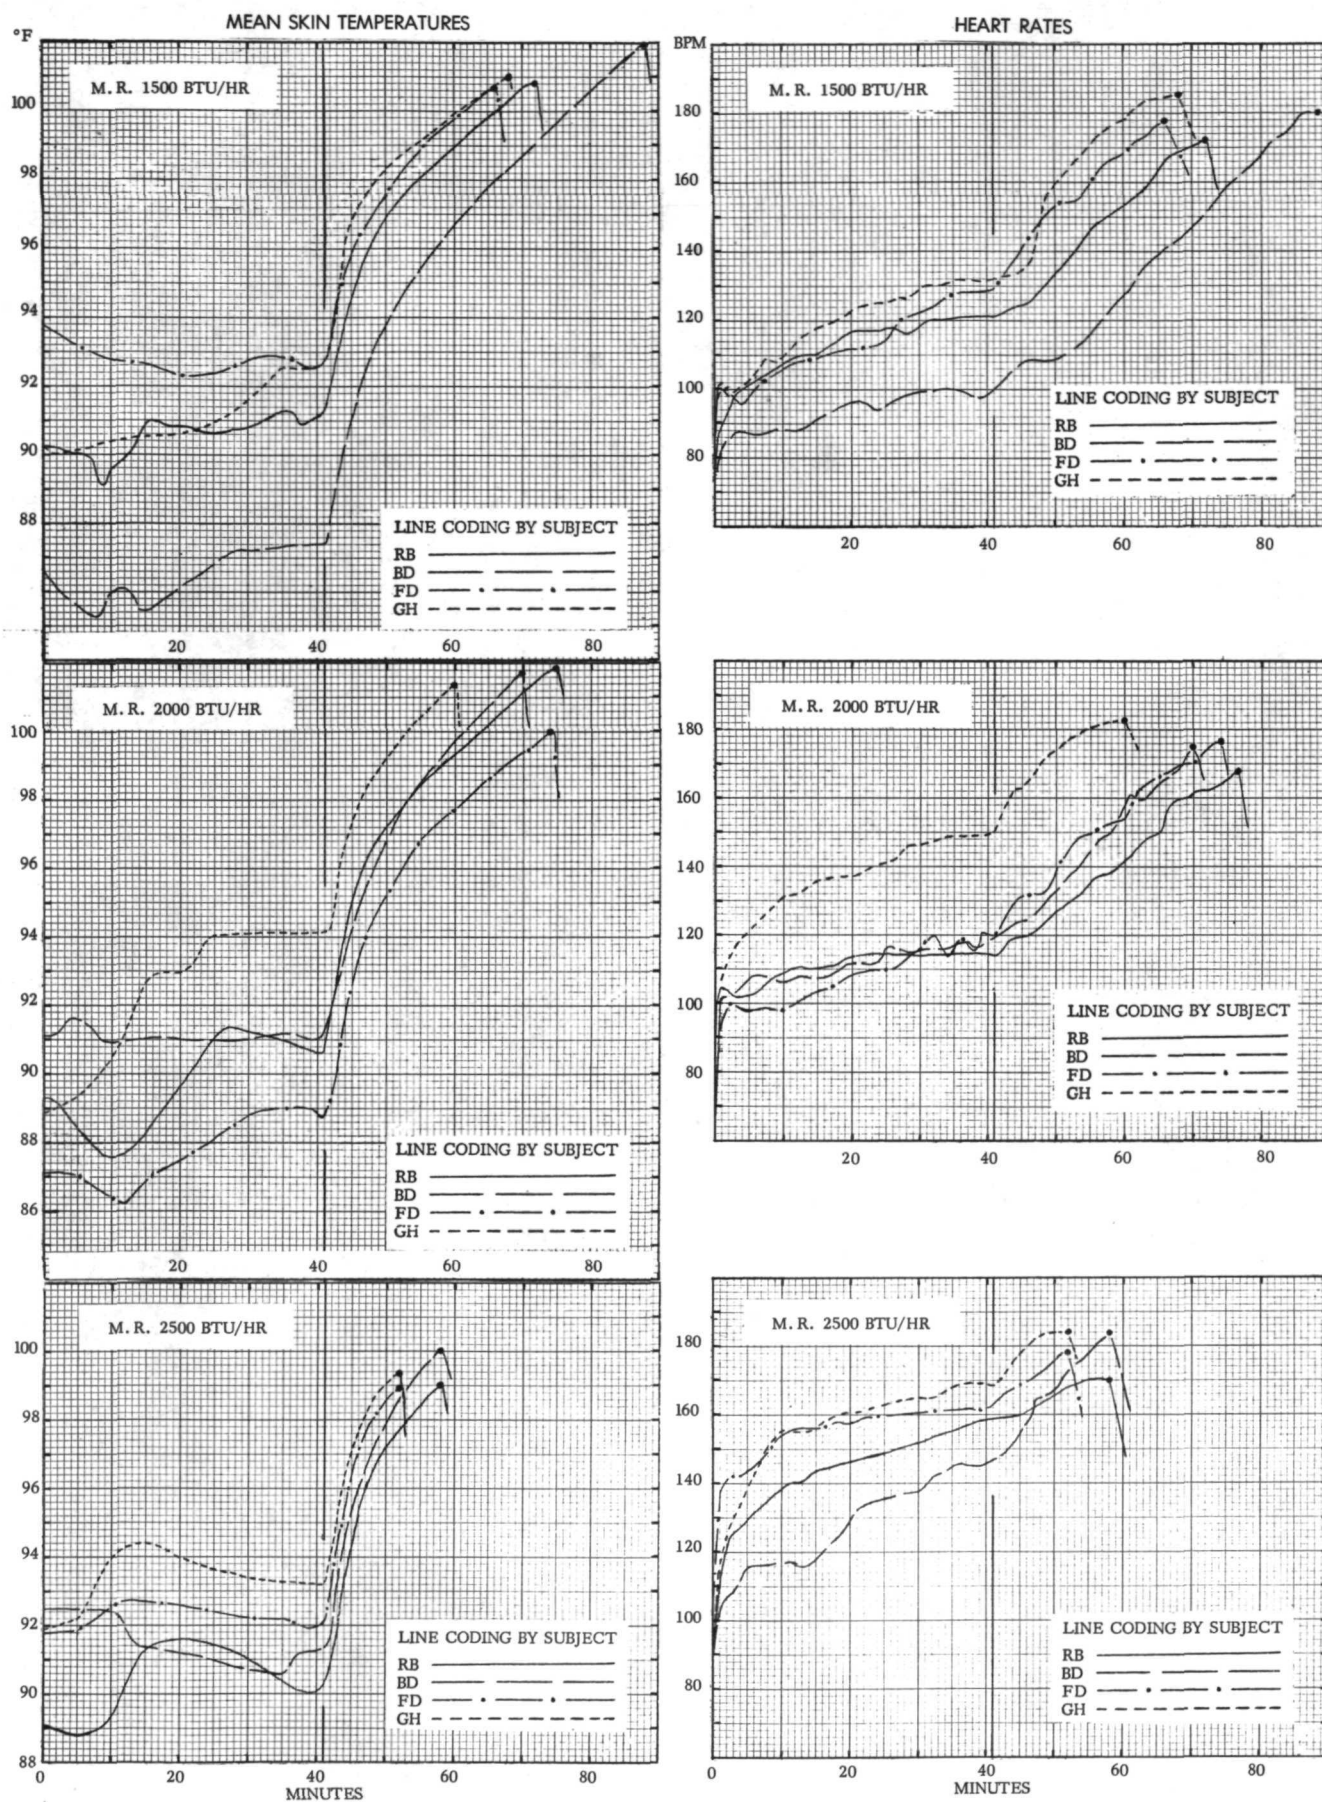 MEAN SKIN TEMPERATURES
HEART RATES
°F
M. R. 1500 BTU/HR
100
98
96
94
92
90
88
LINE CODING BY SUBJECT
RB
BD
FD
GH
20
40
60
80
BPM
M. R. 1500 BTU/HR
180
160
140
120
100
80
LINE CODING BY SUBJECT
RB
BD
FD
GH
20
40
60
80
M. R. 2000 BTU/HR
100
98
96
94
92
90
88
86
LINE CODING BY SUBJECT
RB
BD
FD
GH
20
40
60
80
M. R. 2000 BTU/HR
180
160
140
120
100
80
LINE CODING BY SUBJECT
RB
BD
FD
GH
20
40
60
80
M. R. 2500 BTU/HR
100
98
96
94
92
90
88
LINE CODING BY SUBJECT
RB
BD
FD
GH
0
20
40
60
80
MINUTES
M. R. 2500 BTU/HR
180
160
140
120
100
80
LINE CODING BY SUBJECT
RB
BD
FD
GH
0
20
40
60
80
MINUTES